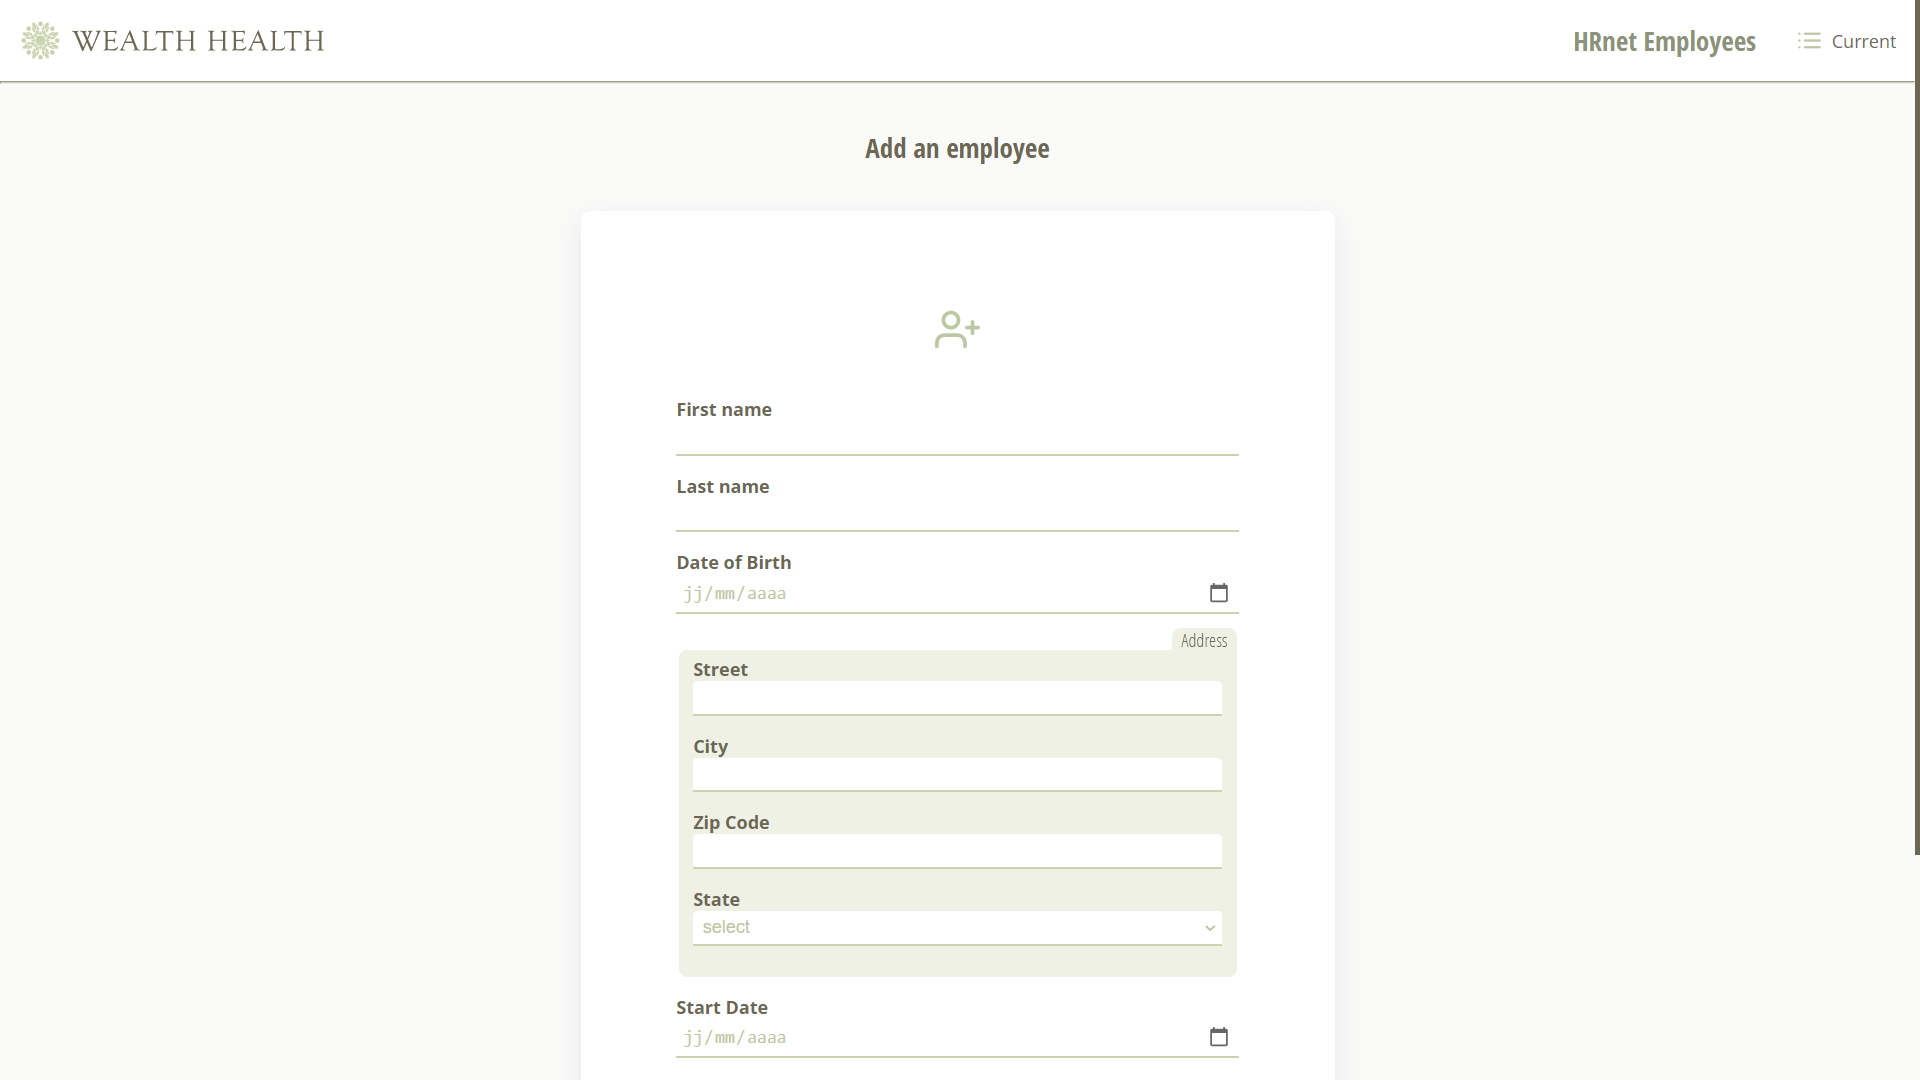 WEALTH HEALTH
HRnet Employees
Current
Add an employee
First name
Last name
Date of Birth
jj/mm/aaaa
Address
Street
City
Zip Code
State
select
Start Date
jj/mm/aaaa